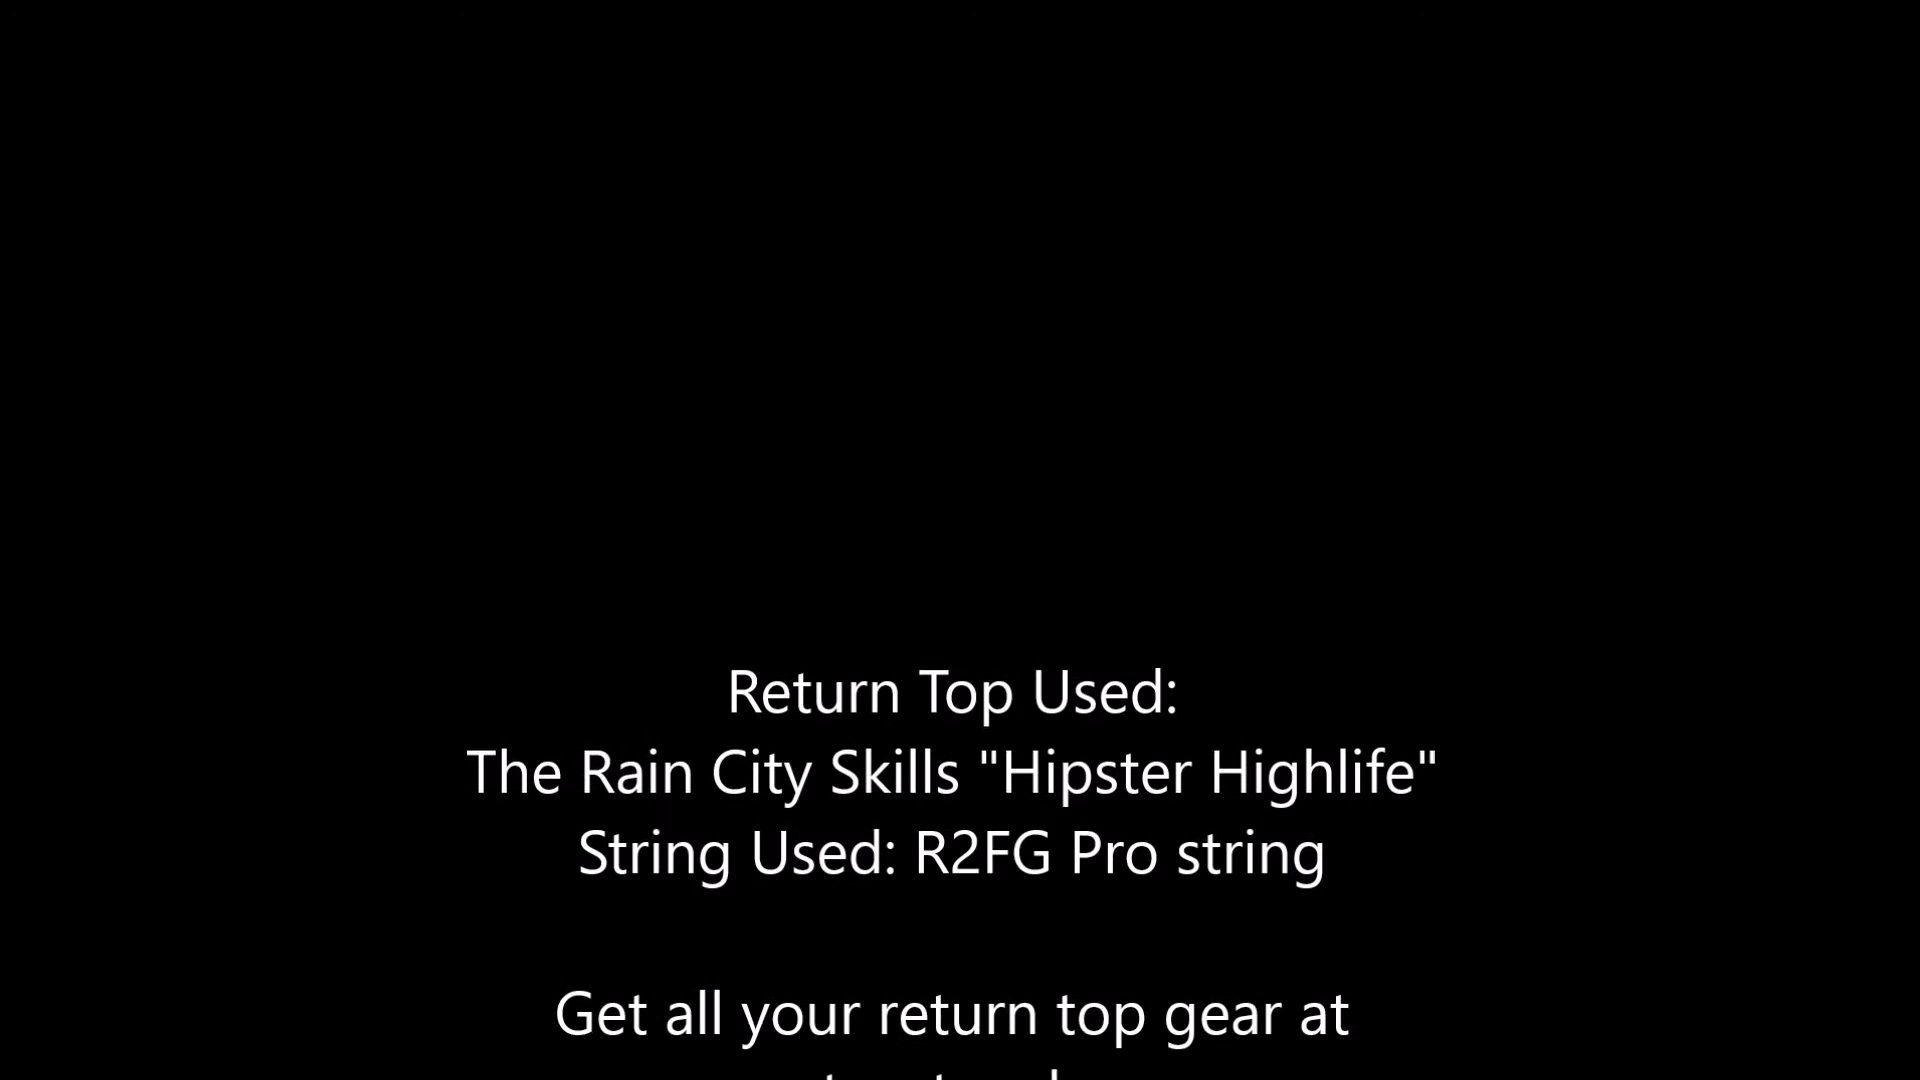 Return Top Used:
The Rain City Skills "Hipster Highlife"
String Used: R2FG Pro string
Get all your return top gear at